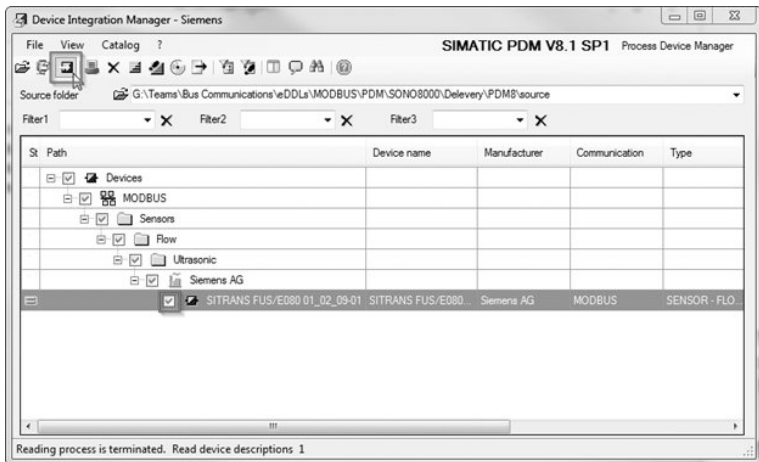 Device Integration Manager - Siemens
File View Catalog ?
SIMATIC PDM V8.1 SP1 Process Device Manager
Source folder G:\Teams\Bus Communications\eDDLs\MODBUS\PDM\SONO8000\Delevery\PDM8\source
Filter1 Filter2 Filter3
St Path Device name Manufacturer Communication Type
Devices
MODBUS
Sensors
Flow
Ultrasonic
Siemens AG
SITRANS FUS/E080 01_02_09-01 SITRANS FUS/E080... Siemens AG MODBUS SENSOR - FLO...
Reading process is terminated. Read device descriptions 1